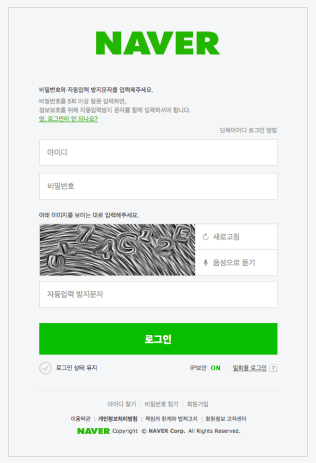 NAVER
비밀번호와 자동입력 방지문자를 입력해주세요.
비밀번호를 5회 이상 잘못 입력하면,
정보보호를 위해 자동입력방지 문자를 함께 입력하셔야 합니다.
앗, 로그인이 안 되나요?
단체아이디 로그인 방법
아이디
비밀번호
아래 이미지를 보이는 대로 입력해주세요.
새로고침
음성으로 듣기
자동입력 방지문자
로그인
로그인 상태 유지
IP보안 ON
일회용 로그인 ?
아이디 찾기 | 비밀번호 찾기 | 회원가입
이용약관 | 개인정보처리방침 | 책임의 한계와 법적고지 | 회원정보 고객센터
NAVER Copyright © NAVER Corp. All Rights Reserved.